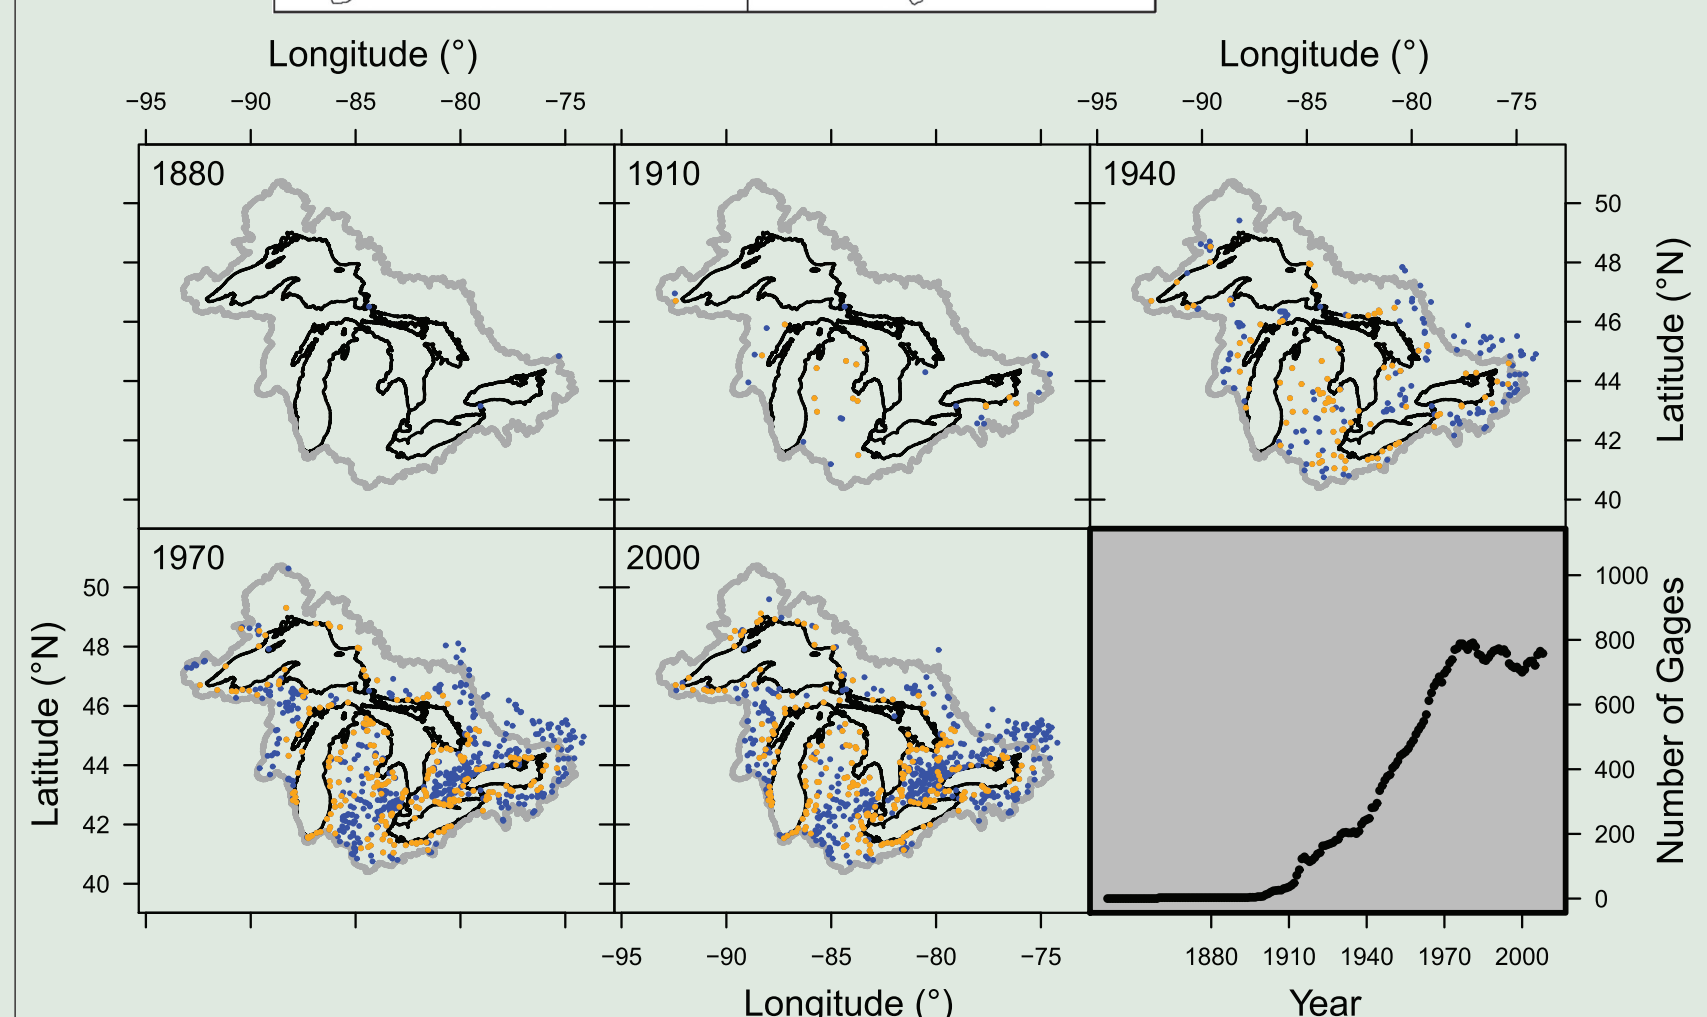 Longitude (°) Longitude (°)
−95 −90 −85 −80 −75 −95 −90 −85 −80 −75
1880 1910 1940
50
48
46
44
42
40
Latitude (°N)
1970 2000
50
48
46
44
42
40
Latitude (°N)
1000
800
600
400
200
0
Number of Gages
−95 −90 −85 −80 −75 1880 1910 1940 1970 2000
Longitude (°) Year